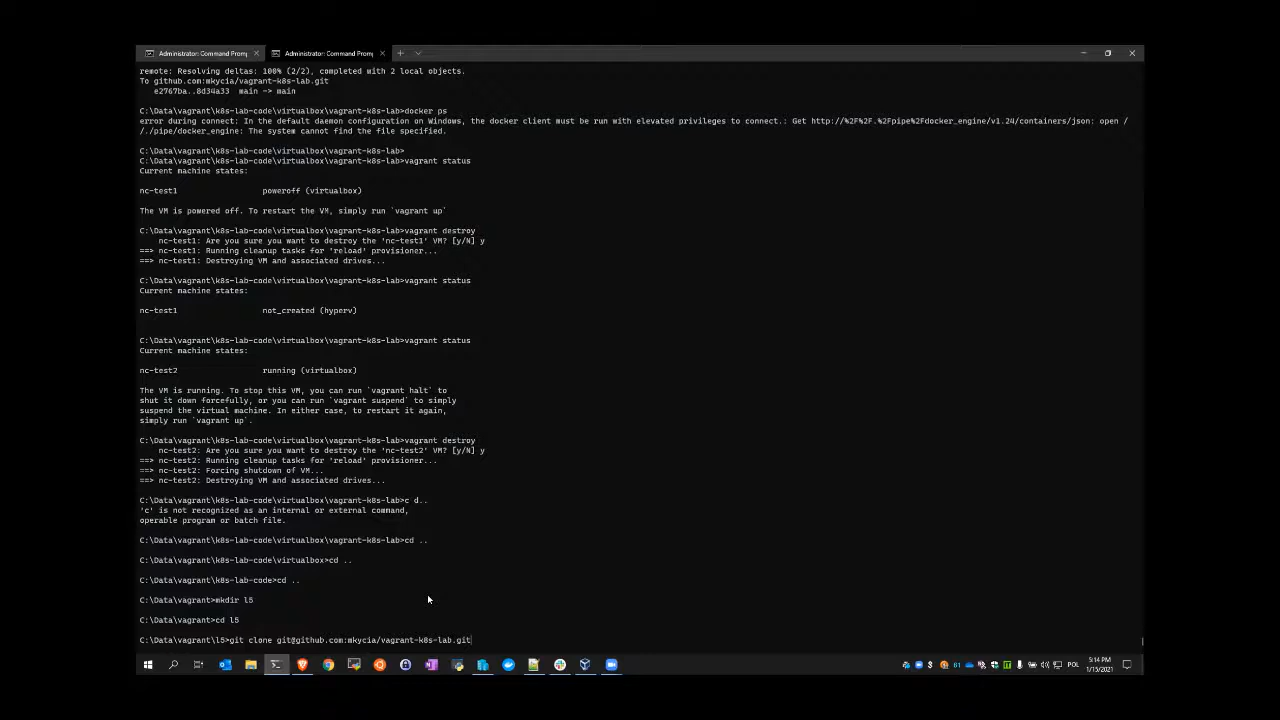 Administrator: Command Promp
Administrator: Command Promp
remote: Resolving deltas: 100% (2/2), completed with 2 local objects.
To github.com:mkycia/vagrant-k8s-lab.git
e2767ba..8d34a33 main -> main
C:\Data\vagrant\k8s-lab-code\virtualbox\vagrant-k8s-lab>docker ps
error during connect: In the default daemon configuration on Windows, the docker client must be run with elevated privileges to connect.: Get http://%2F%2F.%2Fpipe%2Fdocker_engine/v1.24/containers/json: open /
/./pipe/docker_engine: The system cannot find the file specified.
C:\Data\vagrant\k8s-lab-code\virtualbox\vagrant-k8s-lab>
C:\Data\vagrant\k8s-lab-code\virtualbox\vagrant-k8s-lab>vagrant status
Current machine states:
nc-test1 poweroff (virtualbox)
The VM is powered off. To restart the VM, simply run `vagrant up`
C:\Data\vagrant\k8s-lab-code\virtualbox\vagrant-k8s-lab>vagrant destroy
nc-test1: Are you sure you want to destroy the 'nc-test1' VM? [y/N] y
==> nc-test1: Running cleanup tasks for 'reload' provisioner...
==> nc-test1: Destroying VM and associated drives...
C:\Data\vagrant\k8s-lab-code\virtualbox\vagrant-k8s-lab>vagrant status
Current machine states:
nc-test1 not_created (hyperv)
C:\Data\vagrant\k8s-lab-code\virtualbox\vagrant-k8s-lab>vagrant status
Current machine states:
nc-test2 running (virtualbox)
The VM is running. To stop this VM, you can run `vagrant halt` to
shut it down forcefully, or you can run `vagrant suspend` to simply
suspend the virtual machine. In either case, to restart it again,
simply run `vagrant up`.
C:\Data\vagrant\k8s-lab-code\virtualbox\vagrant-k8s-lab>vagrant destroy
nc-test2: Are you sure you want to destroy the 'nc-test2' VM? [y/N] y
==> nc-test2: Running cleanup tasks for 'reload' provisioner...
==> nc-test2: Forcing shutdown of VM...
==> nc-test2: Destroying VM and associated drives...
C:\Data\vagrant\k8s-lab-code\virtualbox\vagrant-k8s-lab>c d..
'c' is not recognized as an internal or external command,
operable program or batch file.
C:\Data\vagrant\k8s-lab-code\virtualbox\vagrant-k8s-lab>cd ..
C:\Data\vagrant\k8s-lab-code\virtualbox>cd ..
C:\Data\vagrant\k8s-lab-code>cd ..
C:\Data\vagrant>mkdir l5
C:\Data\vagrant>cd l5
C:\Data\vagrant\l5>git clone git@github.com:mkycia/vagrant-k8s-lab.git
61
POL
5:14 PM
1/15/2021